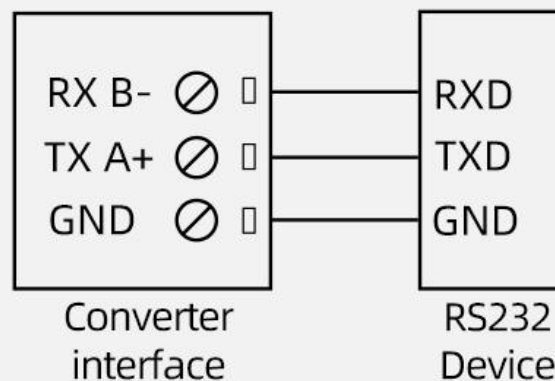 RX B-
TX A+
GND
RXD
TXD
GND
Converter
interface
RS232
Device